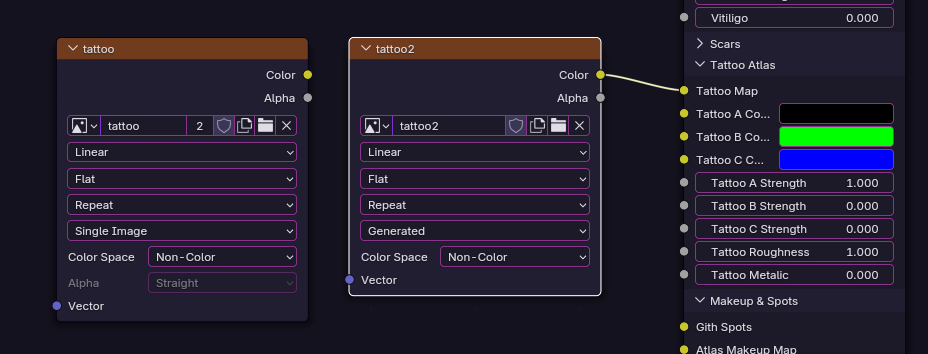 tattoo
Color
Alpha
tattoo 2
Linear
Flat
Repeat
Single Image
Color Space Non-Color
Alpha Straight
Vector
tattoo2
Color
Alpha
tattoo2
Linear
Flat
Repeat
Generated
Color Space Non-Color
Vector
Vitiligo 0.000
Scars
Tattoo Atlas
Tattoo Map
Tattoo A Co...
Tattoo B Co...
Tattoo C C...
Tattoo A Strength 1.000
Tattoo B Strength 0.000
Tattoo C Strength 0.000
Tattoo Roughness 1.000
Tattoo Metalic 0.000
Makeup & Spots
Gith Spots
Atlas Makeup Map